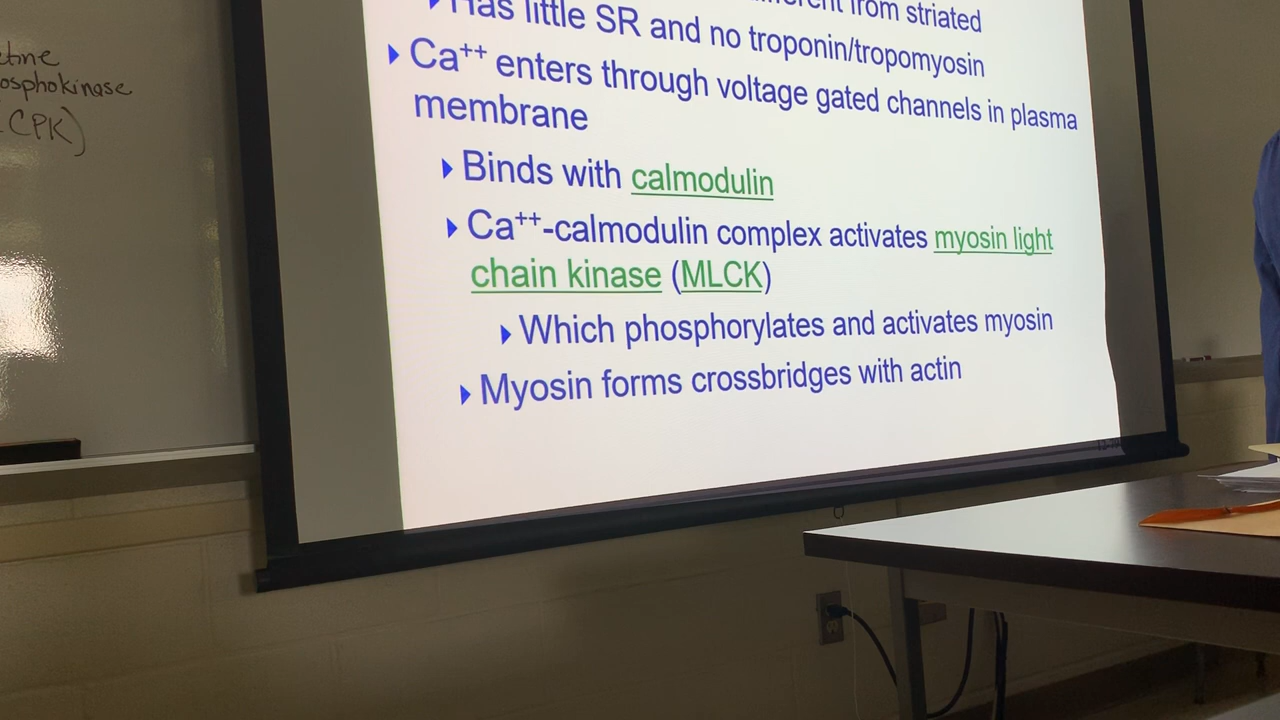 from striated
Has little SR and no troponin/tropomyosin
Ca++ enters through voltage gated channels in plasma
membrane
Binds with calmodulin
Ca++-calmodulin complex activates myosin light
chain kinase (MLCK)
Which phosphorylates and activates myosin
Myosin forms crossbridges with actin
CPK)